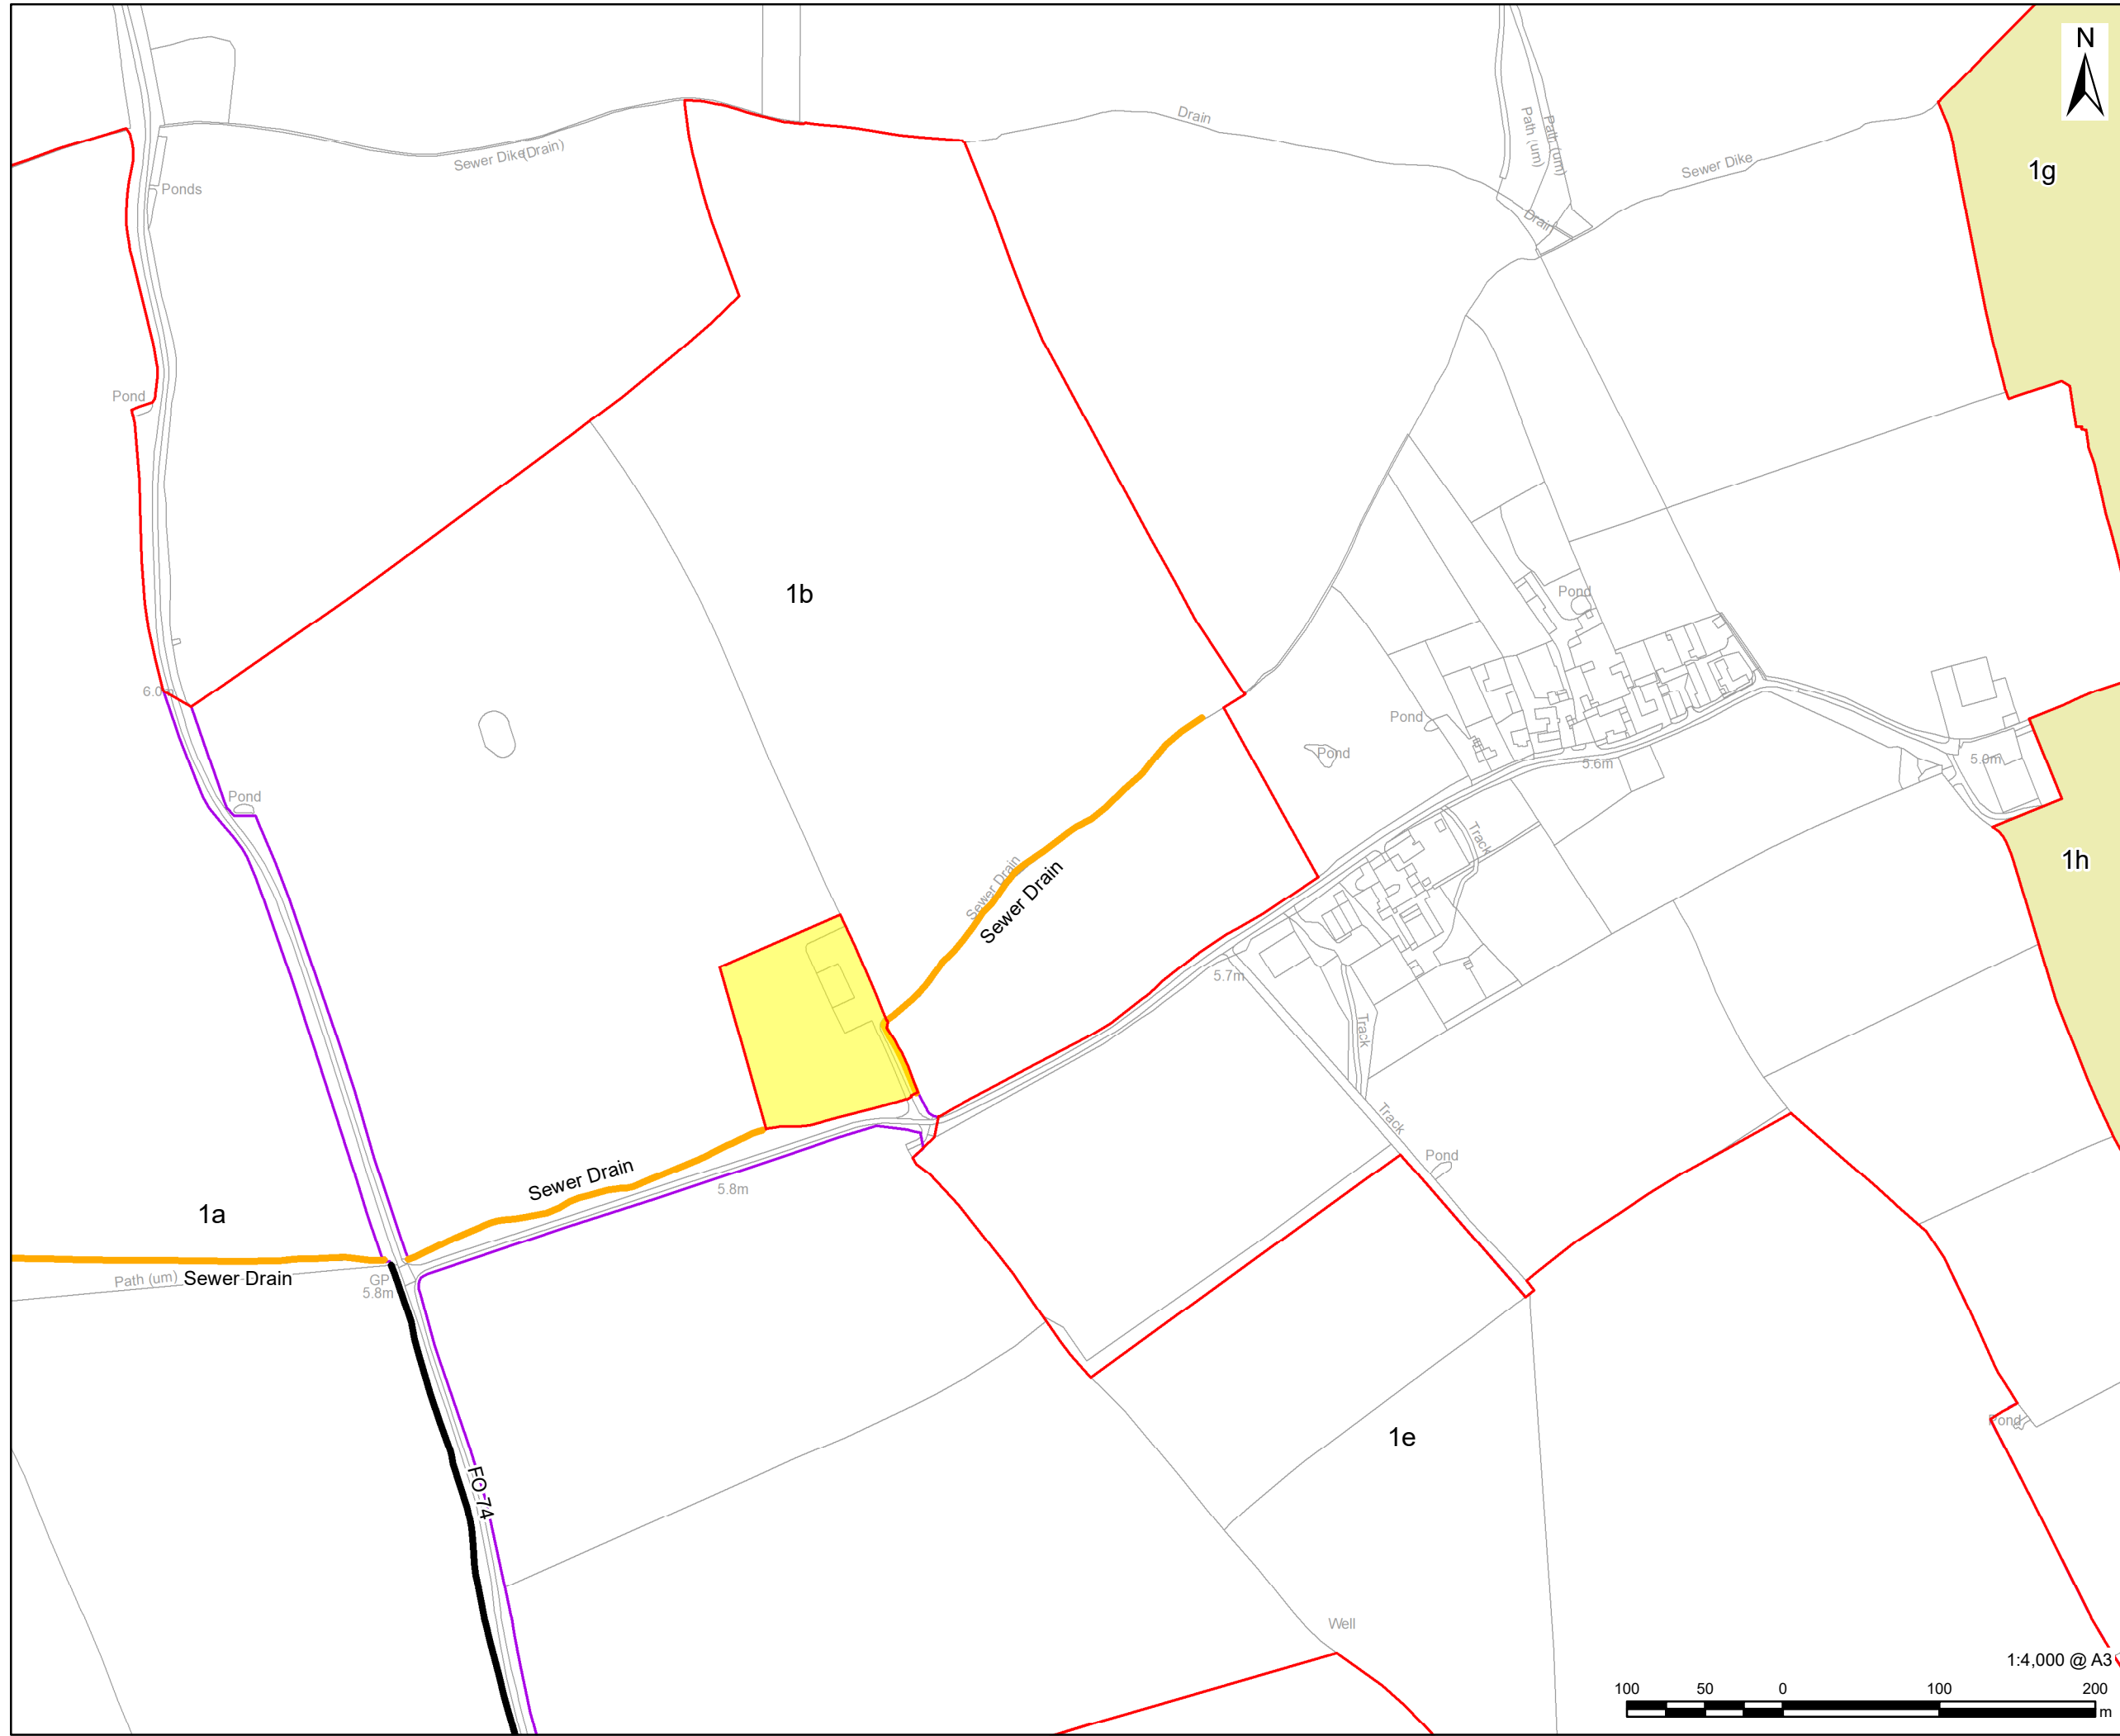 N
Drain
Path (um)
Path (um)
Sewer Dike(Drain)
Sewer Dike
1g
Ponds
Drain
Pond
1b
Pond
6.0m
Pond
Pond
5.6m
5.0m
Pond
Track
1h
Sewer Drain
Sewer Drain
5.7m
Track
Track
Pond
Sewer Drain
5.8m
1a
Path (um)
Sewer Drain
GP
5.8m
Pond
1e
FO 74
Well
1:4,000 @ A3
100 50 0 100 200
m